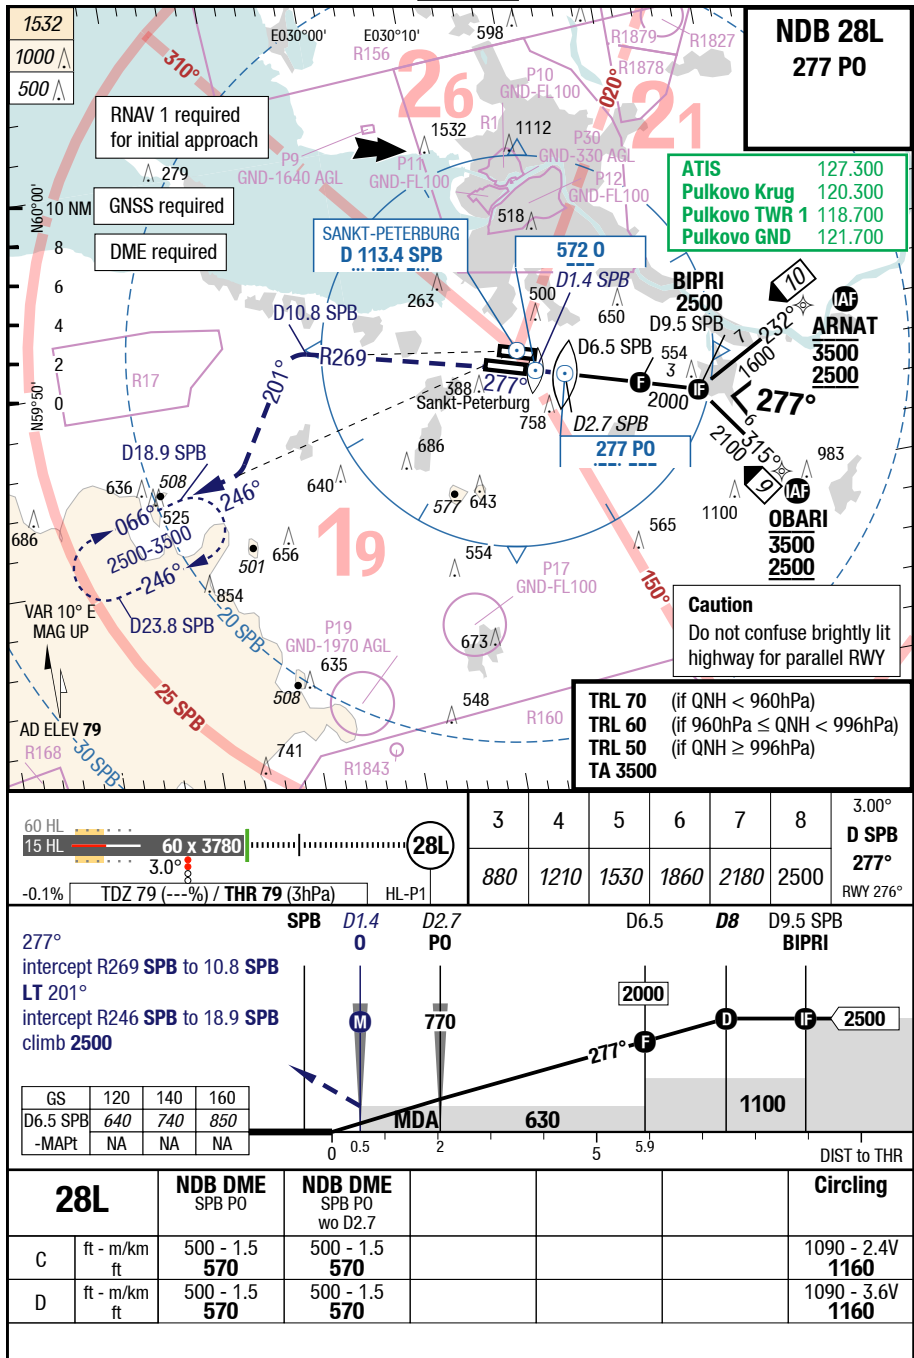 1532
1000
500
NDB 28L
277 PO
E030°00'
E030°10'
598
R156
R1879
R1878
R1827
310°
020°
26
21
P10
GND-FL100
RNAV 1 required
for initial approach
1532
R1
1112
P30
GND-330 AGL
P9
GND-1640 AGL
P11
GND-FL100
P12
GND-FL100
279
518
ATIS 127.300
Pulkovo Krug 120.300
Pulkovo TWR 1 118.700
Pulkovo GND 121.700
N60°00'
10 NM
8
6
4
2
0
N59°50'
GNSS required
DME required
SANKT-PETERBURG
D 113.4 SPB
572 O
D1.4 SPB
263
500
650
BIPRI
2500
D9.5 SPB
10
IAF
ARNAT
3500
2500
232°
7
1600
D10.8 SPB
R269
201°
277°
388
Sankt-Peterburg
D6.5 SPB
F
554
3
2000
IF
277°
6
315°
2100
9
IAF
OBARI
3500
2500
983
1100
R17
758
D2.7 SPB
277 PO
D18.9 SPB
686
636
508
525
640
577
643
565
246°
066°
2500-3500
246°
686
501
656
19
554
854
P17
GND-FL100
673
150°
VAR 10° E
MAG UP
D23.8 SPB
20 SPB
P19
GND-1970 AGL
635
508
548
R160
Caution
Do not confuse brightly lit
highway for parallel RWY
AD ELEV 79
25 SPB
30 SPB
R168
741
R1843
TRL 70 (if QNH < 960hPa)
TRL 60 (if 960hPa ≤ QNH < 996hPa)
TRL 50 (if QNH ≥ 996hPa)
TA 3500
60 HL
15 HL
60 x 3780
28L
3.0°
-0.1%
TDZ 79 (---%) / THR 79 (3hPa)
HL-P1
3 4 5 6 7 8
880 1210 1530 1860 2180 2500
3.00°
D SPB
277°
RWY 276°
277°
intercept R269 SPB to 10.8 SPB
LT 201°
intercept R246 SPB to 18.9 SPB
climb 2500
SPB D1.4 D2.7 D6.5 D8 D9.5 SPB
O PO BIPRI
M
770
2000
F
D
IF
2500
277°
MDA
630
1100
0 0.5 2 5 5.9 DIST to THR
GS 120 140 160
D6.5 SPB 640 740 850
-MAPt NA NA NA
28L
NDB DME
SPB PO
NDB DME
SPB PO
wo D2.7
Circling
C ft - m/km 500 - 1.5 500 - 1.5 1090 - 2.4V
ft 570 570 1160
D ft - m/km 500 - 1.5 500 - 1.5 1090 - 3.6V
ft 570 570 1160